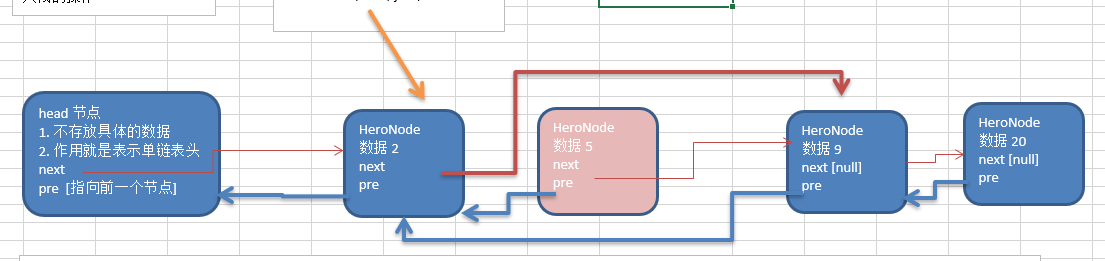 head 节点
1. 不存放具体的数据
2. 作用就是表示单链表头
next
pre [指向前一个节点]
HeroNode
数据 2
next
pre
HeroNode
数据 5
next
pre
HeroNode
数据 9
next [null]
pre
HeroNode
数据 20
next [null]
pre